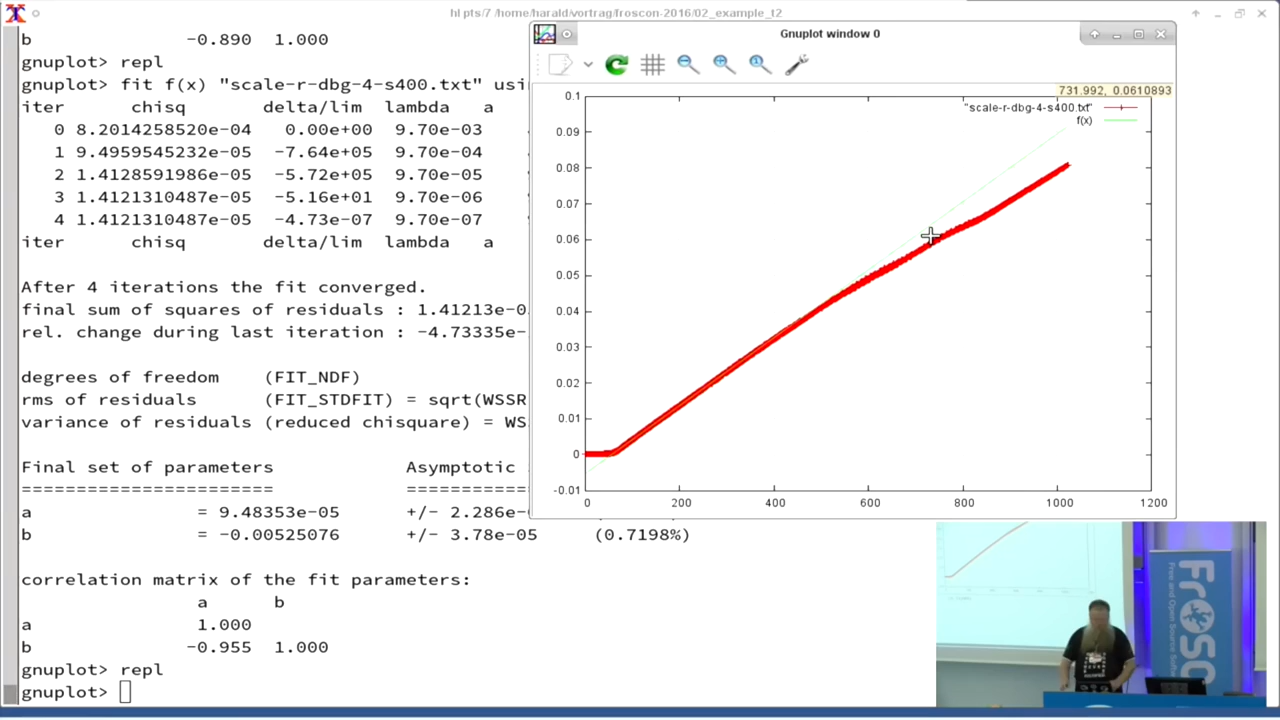 hl pts/7 /home/harald/vortrag/froscon-2016/02_example_t2
b -0.890 1.000
gnuplot> repl
gnuplot> fit f(x) "scale-r-dbg-4-s400.txt" usi
iter chisq delta/lim lambda a
0 8.2014258520e-04 0.00e+00 9.70e-03
1 9.4959545232e-05 -7.64e+05 9.70e-04
2 1.4128591986e-05 -5.72e+05 9.70e-05
3 1.4121310487e-05 -5.16e+01 9.70e-06
4 1.4121310487e-05 -4.73e-07 9.70e-07
iter chisq delta/lim lambda a
After 4 iterations the fit converged.
final sum of squares of residuals : 1.41213e-0
rel. change during last iteration : -4.73335e-
degrees of freedom (FIT_NDF)
rms of residuals (FIT_STDFIT) = sqrt(WSSR
variance of residuals (reduced chisquare) = WS
Final set of parameters Asymptotic
======================= ==========
a = 9.48353e-05 +/- 2.286e-
b = -0.00525076 +/- 3.78e-05 (0.7198%)
correlation matrix of the fit parameters:
a b
a 1.000
b -0.955 1.000
gnuplot> repl
gnuplot>
Gnuplot window 0
731.992, 0.0610893
"scale-r-dbg-4-s400.txt"
f(x)
0.1
0.09
0.08
0.07
0.06
0.05
0.04
0.03
0.02
0.01
0
-0.01
0 200 400 600 800 1000 1200
FrOSC
Free and Open Source Softw